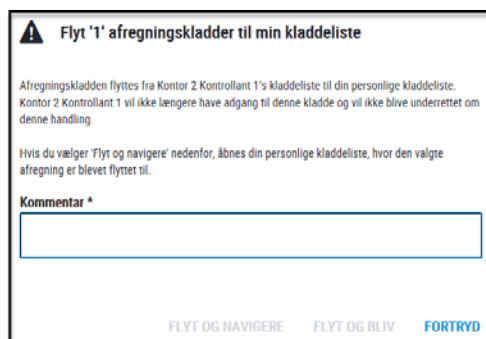 Flyt '1' afregningskladder til min kladdeliste
Afregningskladden flyttes fra Kontor 2 Kontrollant 1's kladdeliste til din personlige kladdeliste.
Kontor 2 Kontrollant 1 vil ikke længere have adgang til denne kladde og vil ikke blive underrettet om
denne handling.
Hvis du vælger 'Flyt og navigere' nedenfor, åbnes din personlige kladdeliste, hvor den valgte
afregning er blevet flyttet til.
Kommentar *
FLYT OG NAVIGERE FLYT OG BLIV FORTRYD